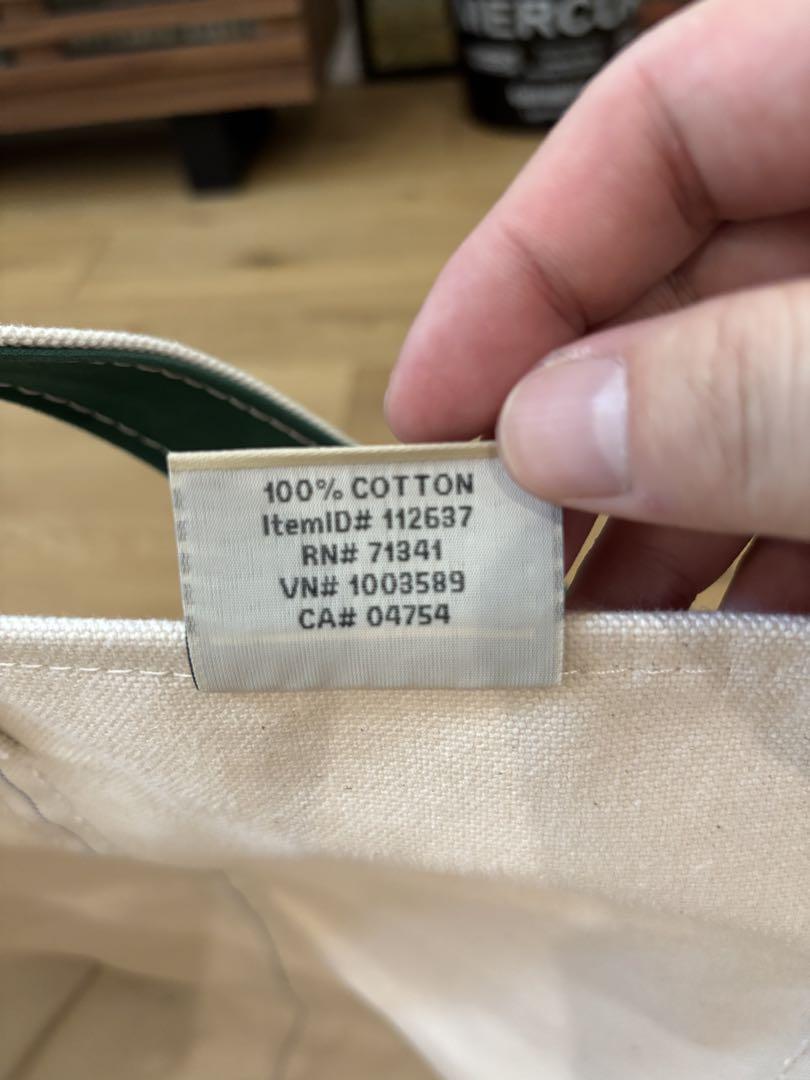 100% COTTON
ItemID# 112637
RN# 71341
VN# 1003589
CA# 04754